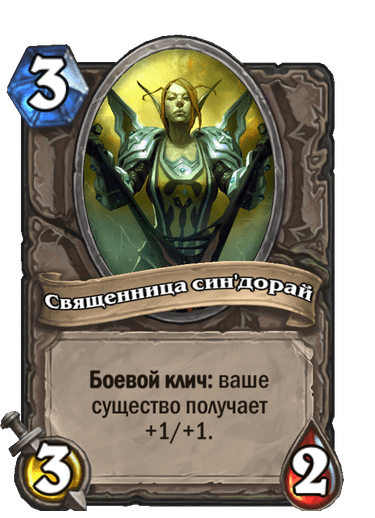 3
Священница син'дорай
Боевой клич: ваше
существо получает
+1/+1.
3
2